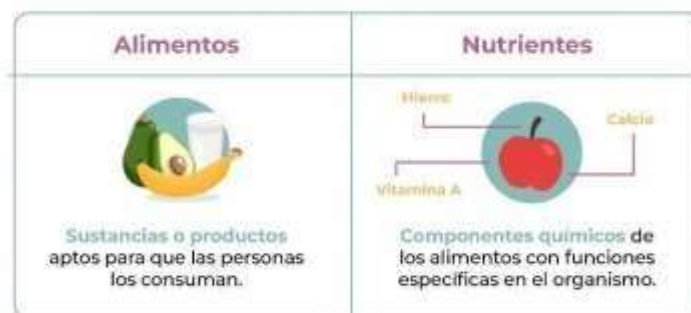 Alimentos
Sustancias o productos
aptos para que las personas
los consuman.
Nutrientes
Hierro
Calcio
Vitamina A
Componentes químicos de
los alimentos con funciones
específicas en el organismo.